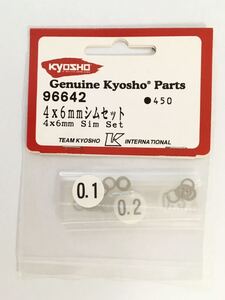 KYOSHO
Genuine Kyosho® Parts
96642 ●450
4x6mmシムセット
4x6mm Sim Set
TEAM KYOSHO K INTERNATIONAL
0.1
0.2